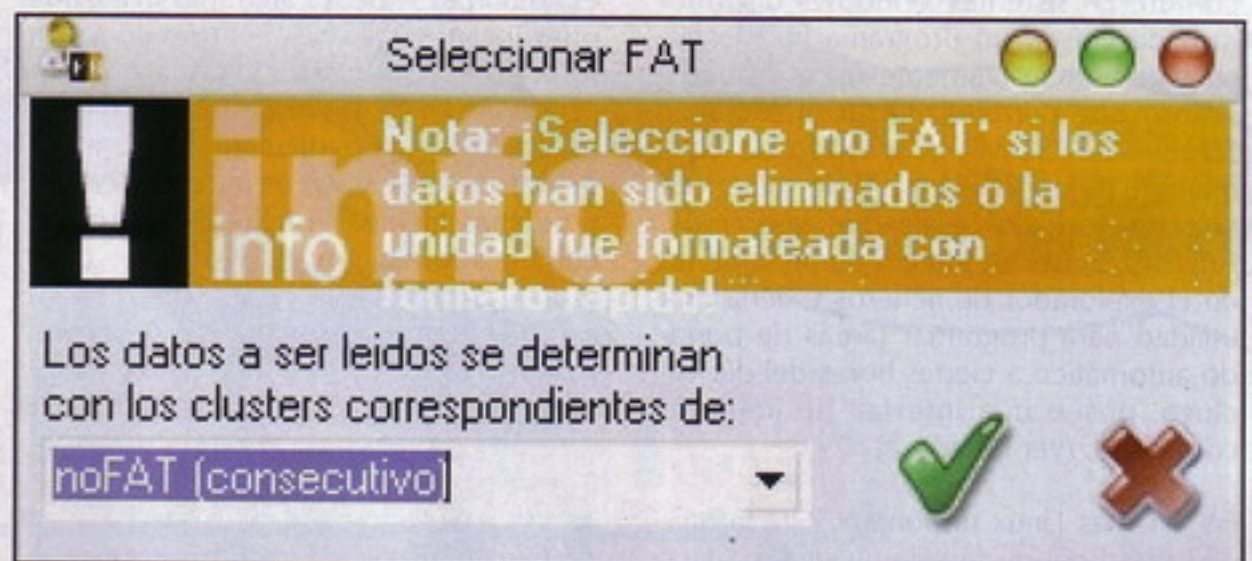 Seleccionar FAT
info
info
Nota: ¡Seleccione 'no FAT' si los
datos han sido eliminados o la
unidad fue formateada con
formato rápido!
Los datos a ser leidos se determinan
con los clusters correspondientes de:
noFAT (consecutivo)